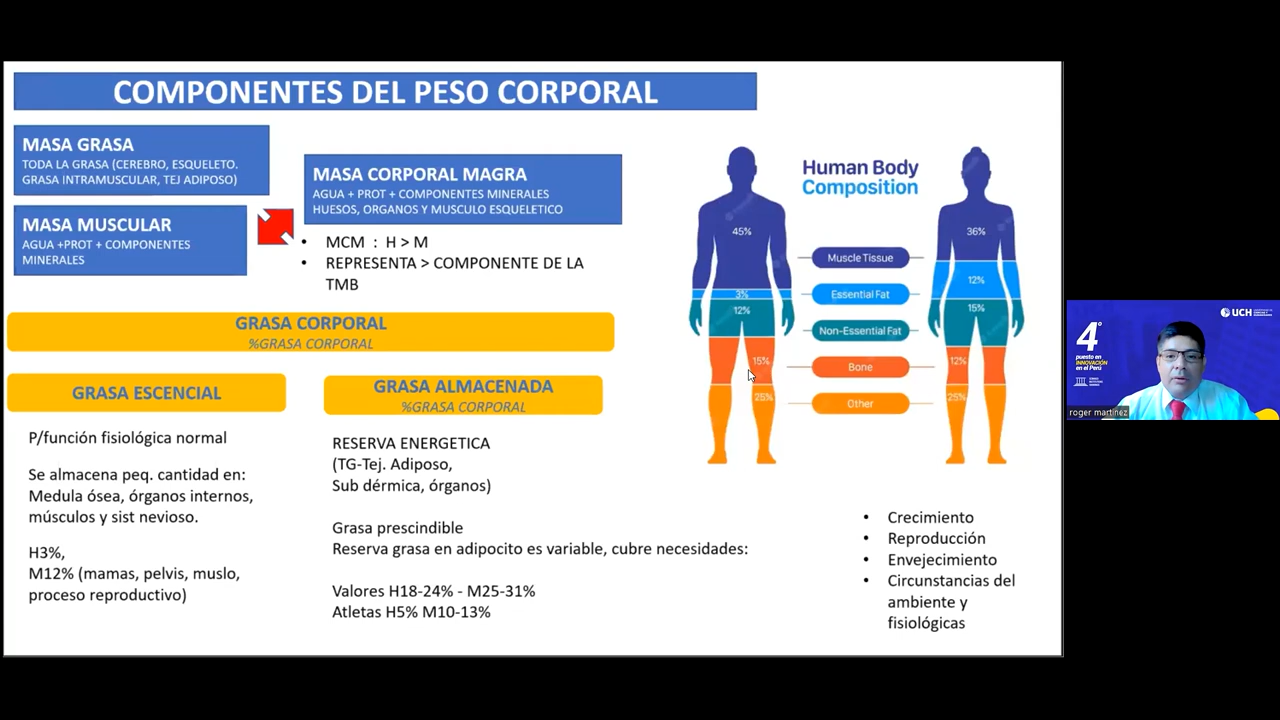 COMPONENTES DEL PESO CORPORAL
MASA GRASA
TODA LA GRASA (CEREBRO, ESQUELETO.
GRASA INTRAMUSCULAR, TEJ ADIPOSO)
MASA MUSCULAR
AGUA +PROT + COMPONENTES
MINERALES
MASA CORPORAL MAGRA
AGUA + PROT + COMPONENTES MINERALES
HUESOS, ORGANOS Y MUSCULO ESQUELETICO
• MCM : H > M
• REPRESENTA > COMPONENTE DE LA
TMB
GRASA CORPORAL
%GRASA CORPORAL
GRASA ESCENCIAL
P/función fisiológica normal
Se almacena peq. cantidad en:
Medula ósea, órganos internos,
músculos y sist nevioso.
H3%,
M12% (mamas, pelvis, muslo,
proceso reproductivo)
GRASA ALMACENADA
%GRASA CORPORAL
RESERVA ENERGETICA
(TG-Tej. Adiposo,
Sub dérmica, órganos)
Grasa prescindible
Reserva grasa en adipocito es variable, cubre necesidades:
Valores H18-24% - M25-31%
Atletas H5% M10-13%
Human Body
Composition
45%
3%
12%
15%
25%
Muscle Tissue
Essential Fat
Non-Essential Fat
Bone
Other
36%
12%
15%
12%
25%
• Crecimiento
• Reproducción
• Envejecimiento
• Circunstancias del
ambiente y
fisiológicas
UCH
4°
puesto en
INNOVACIÓN
en el Perú
roger martinez